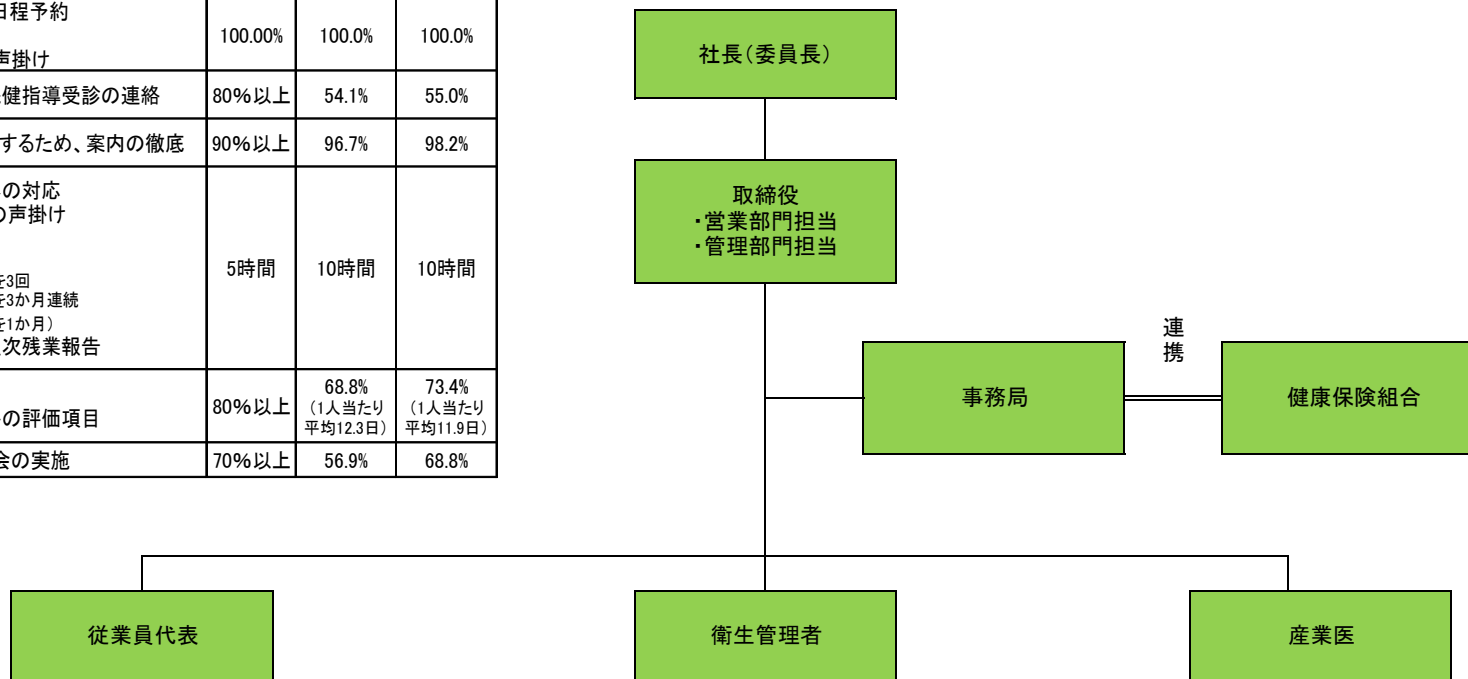 日程予約
声掛け
100.00% 100.0% 100.0%
健指導受診の連絡 80%以上 54.1% 55.0%
するため、案内の徹底 90%以上 96.7% 98.2%
の対応
の声掛け
を3回
を3か月連続
を1か月）
次残業報告
5時間 10時間 10時間
の評価項目 80%以上
68.8%
（1人当たり
平均12.3日）
73.4%
（1人当たり
平均11.9日）
会の実施 70%以上 56.9% 68.8%
社長（委員長）
取締役
・営業部門担当
・管理部門担当
事務局
連
携
健康保険組合
従業員代表
衛生管理者
産業医